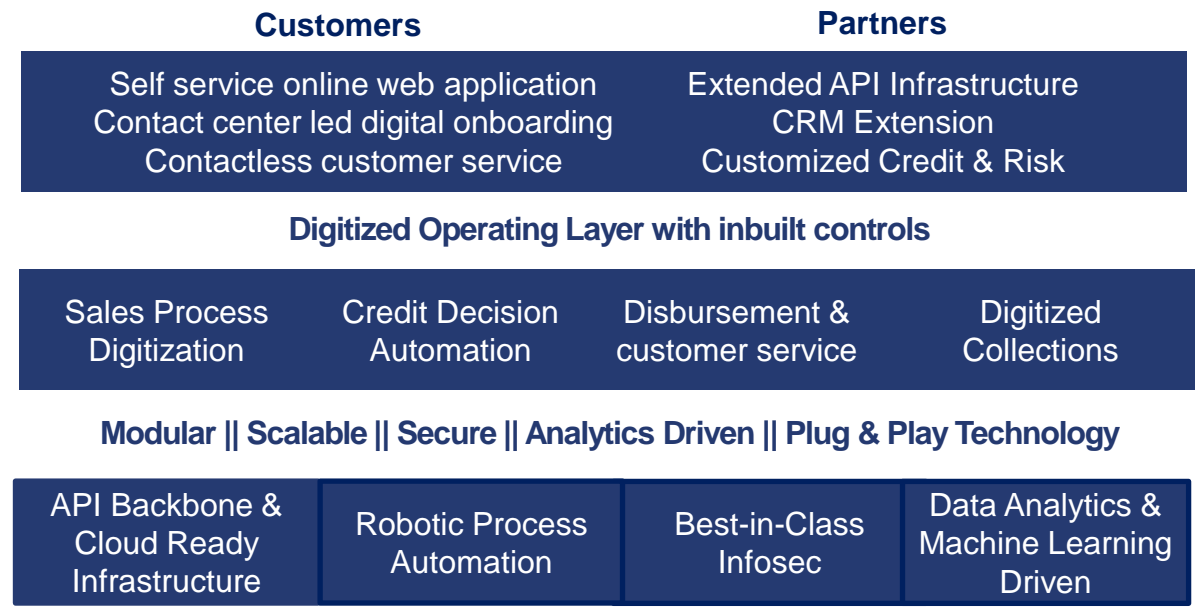 Customers
Partners
Self service online web application
Contact center led digital onboarding
Contactless customer service
Extended API Infrastructure
CRM Extension
Customized Credit & Risk
Digitized Operating Layer with inbuilt controls
Sales Process
Digitization
Credit Decision
Automation
Disbursement &
customer service
Digitized
Collections
Modular || Scalable || Secure || Analytics Driven || Plug & Play Technology
API Backbone &
Cloud Ready
Infrastructure
Robotic Process
Automation
Best-in-Class
Infosec
Data Analytics &
Machine Learning
Driven